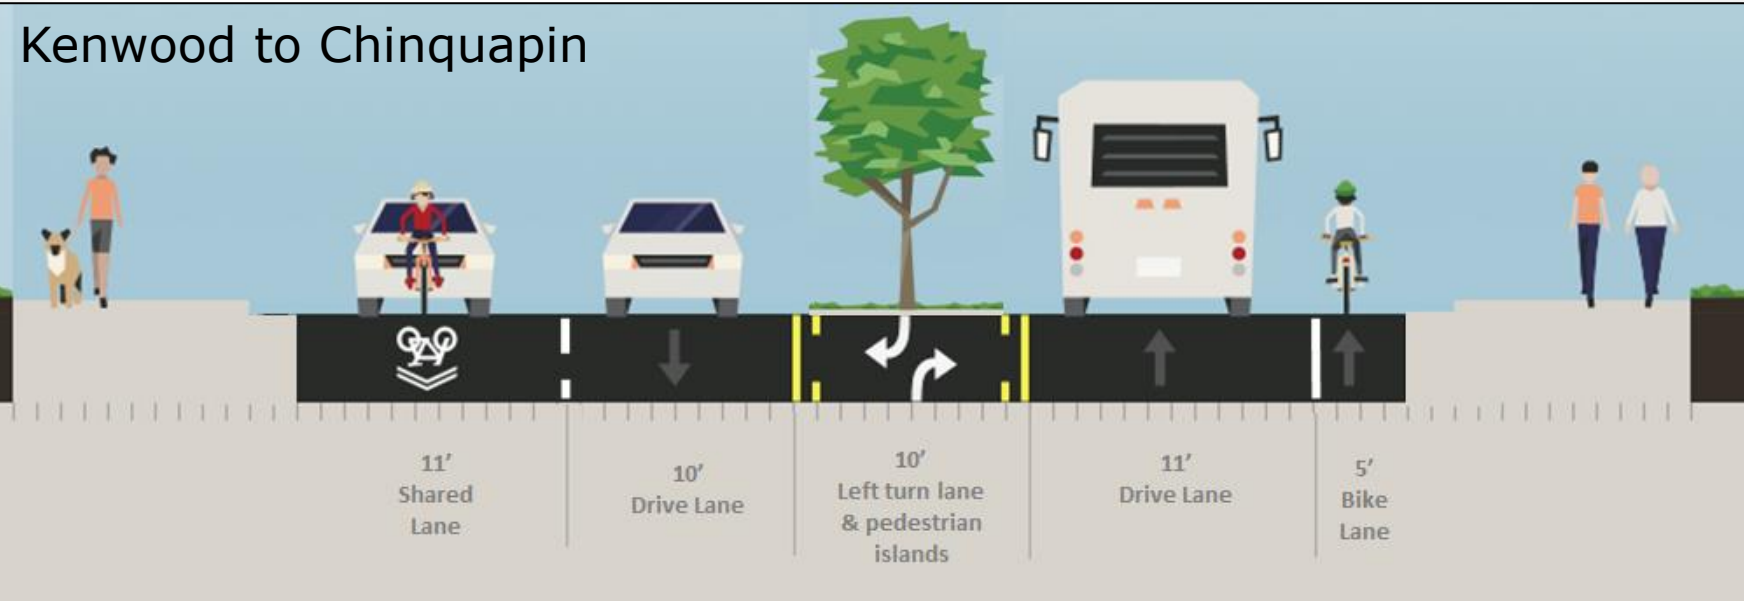 Kenwood to Chinquapin
11′
Shared
Lane
10′
Drive Lane
10′
Left turn lane
& pedestrian
islands
11′
Drive Lane
5′
Bike
Lane